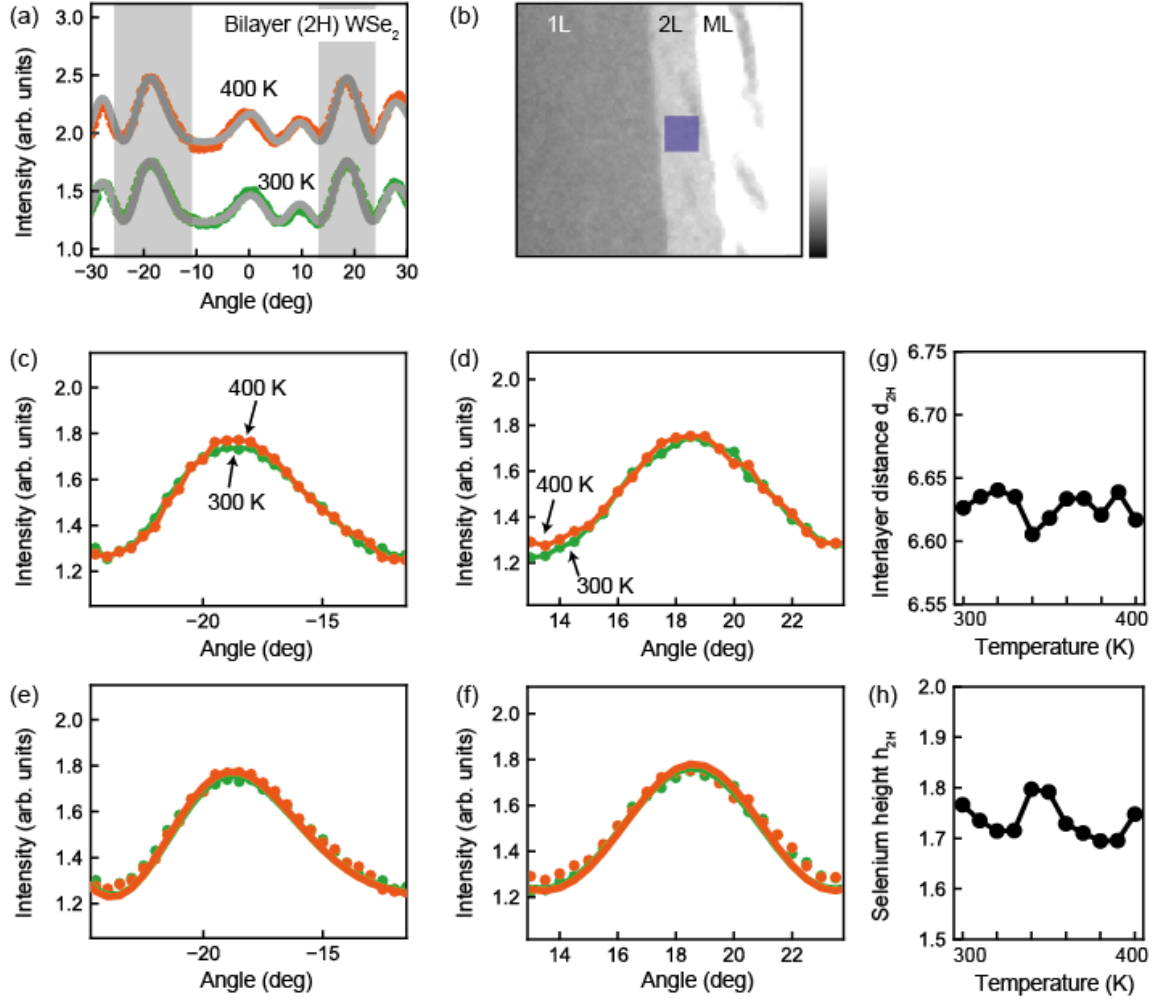 (a)
Bilayer (2H) WSe₂
400 K
300 K
3.0
2.5
2.0
1.5
1.0
Intensity (arb. units)
−30 −20 −10 0 10 20 30
Angle (deg)
(b)
1L 2L ML
(c)
400 K
300 K
2.0
1.8
1.6
1.4
1.2
Intensity (arb. units)
−20 −15
Angle (deg)
(d)
400 K
300 K
2.0
1.8
1.6
1.4
1.2
Intensity (arb. units)
14 16 18 20 22
Angle (deg)
(g)
6.75
6.70
6.65
6.60
6.55
Interlayer distance d₂H
300 400
Temperature (K)
(e)
2.0
1.8
1.6
1.4
1.2
Intensity (arb. units)
−20 −15
Angle (deg)
(f)
2.0
1.8
1.6
1.4
1.2
Intensity (arb. units)
14 16 18 20 22
Angle (deg)
(h)
2.0
1.9
1.8
1.7
1.6
1.5
Selenium height h₂H
300 400
Temperature (K)